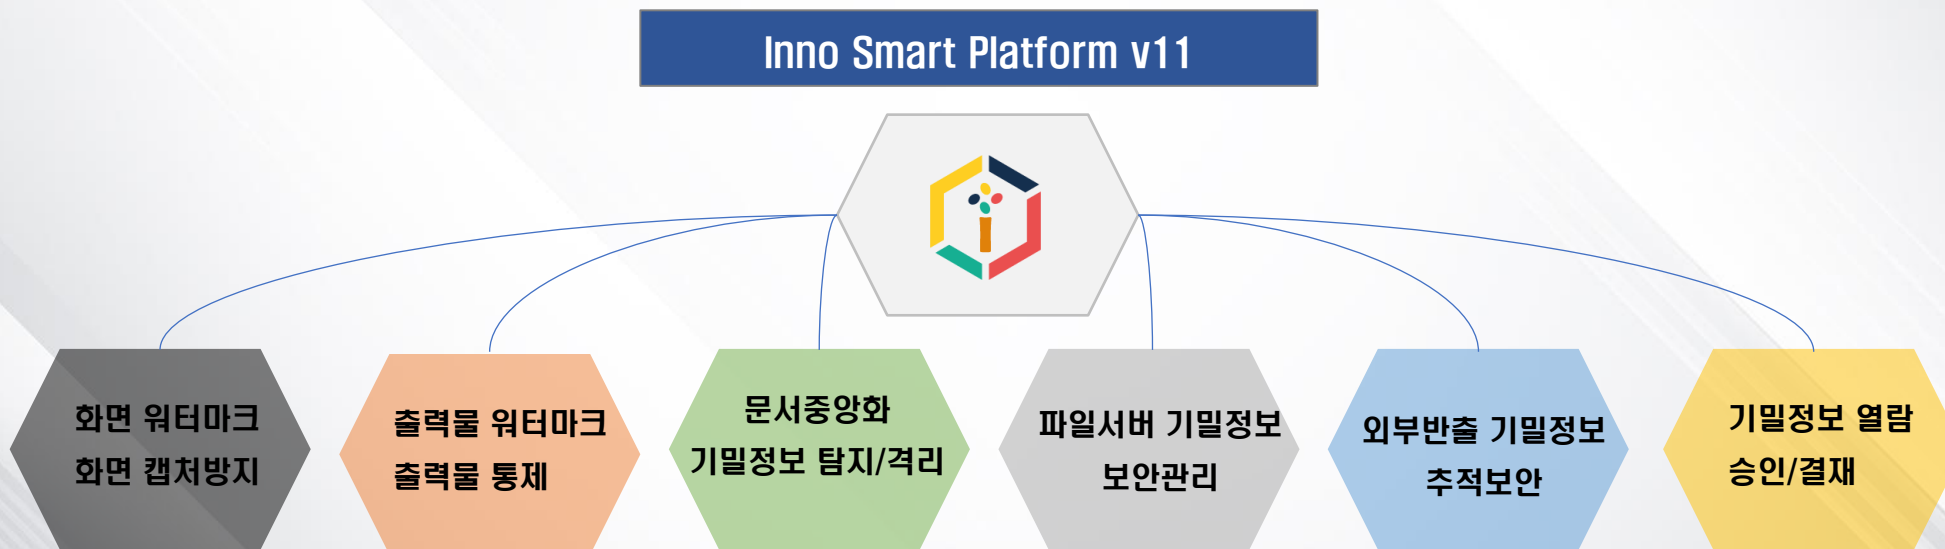 Inno Smart Platform v11
화면 워터마크
화면 캡처방지
출력물 워터마크
출력물 통제
문서중앙화
기밀정보 탐지/격리
파일서버 기밀정보
보안관리
외부반출 기밀정보
추적보안
기밀정보 열람
승인/결재